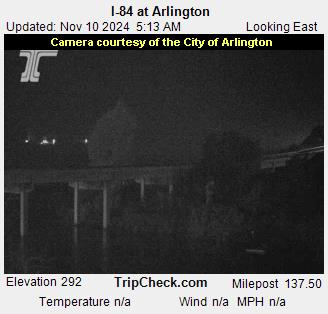 I-84 at Arlington
Updated: Nov 10 2024 5:13 AM Looking East
Camera courtesy of the City of Arlington
Elevation 292 TripCheck.com Milepost 137.50
Temperature n/a Wind n/a MPH n/a